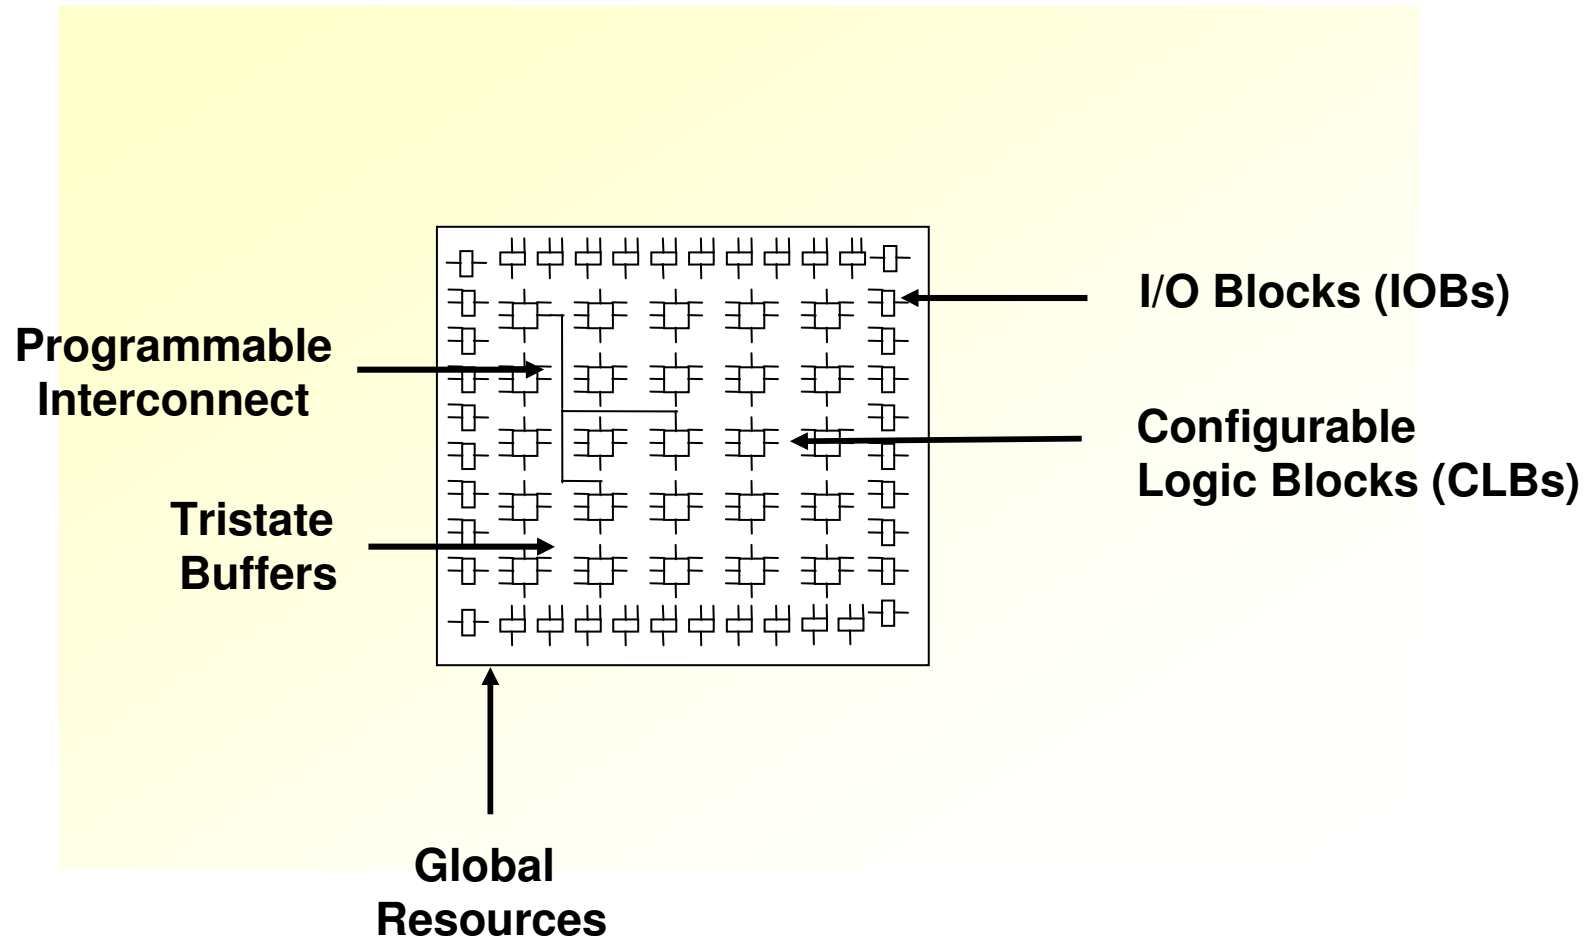 I/O Blocks (IOBs)
Programmable
Interconnect
Configurable
Logic Blocks (CLBs)
Tristate
Buffers
Global
Resources